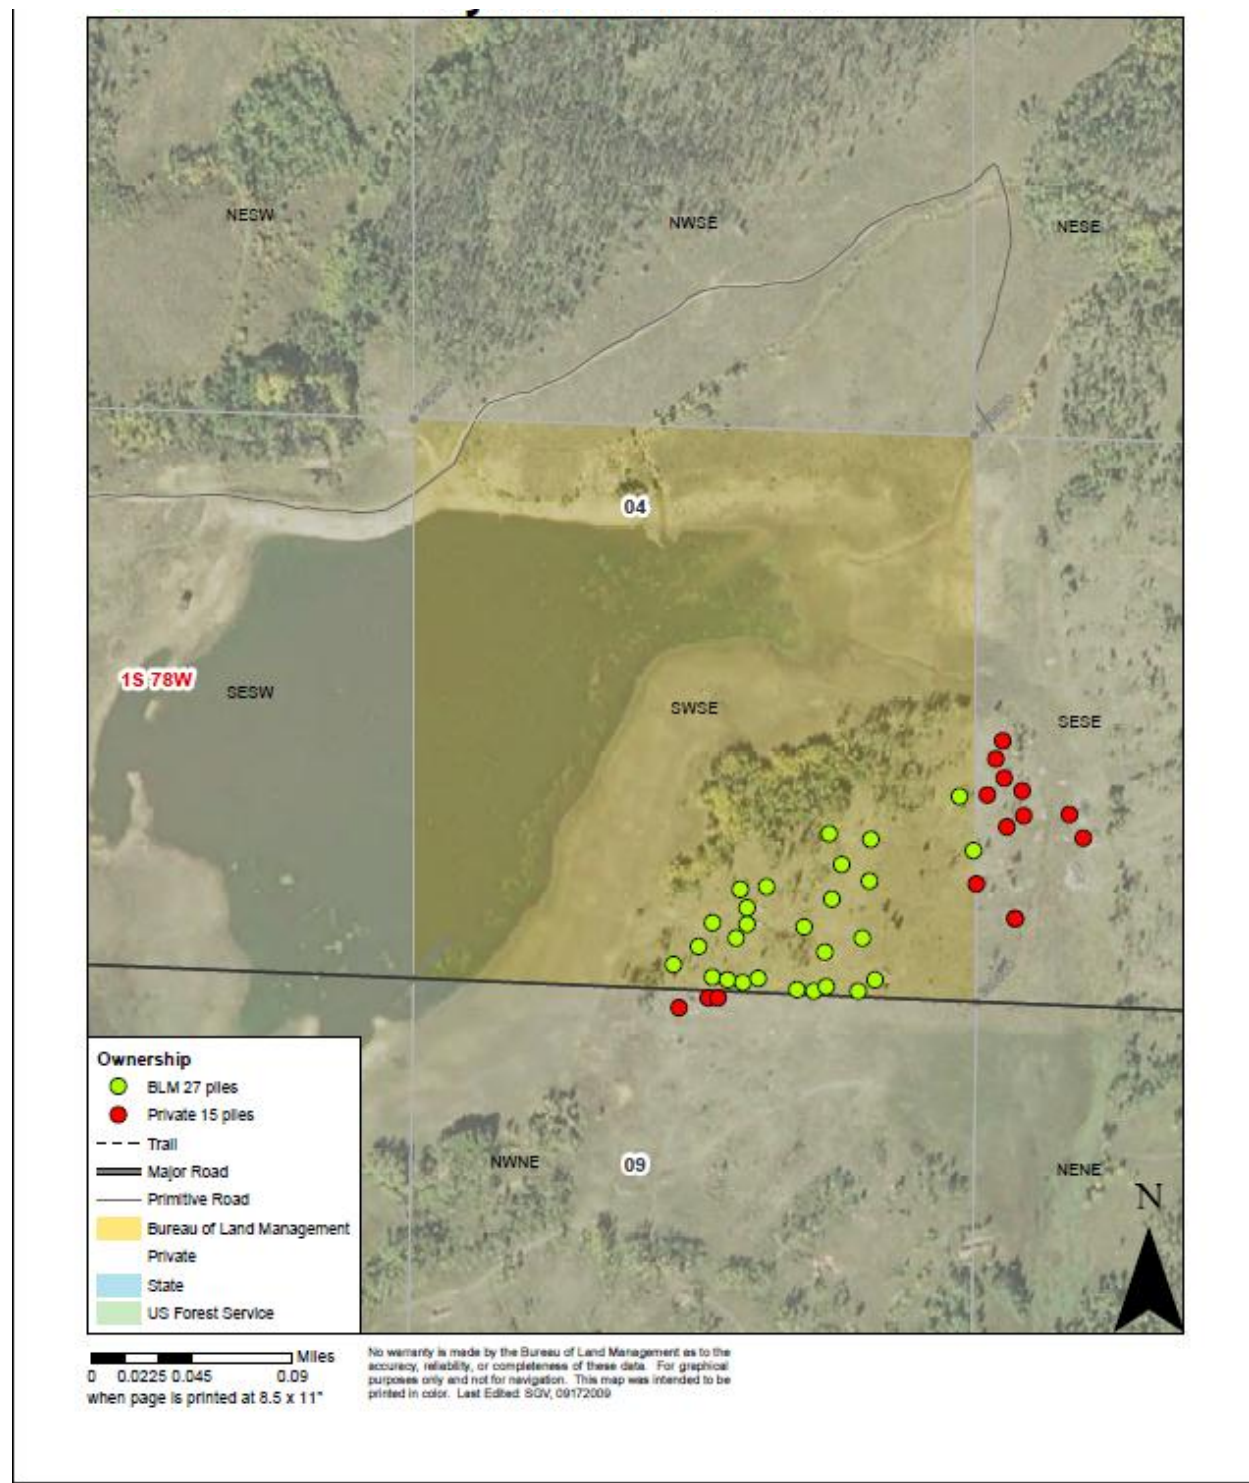 NESW
NWSE
NESE
04
1S 78W
SESW
SWSE
SESE
Ownership
BLM 27 piles
Private 15 piles
Trail
Major Road
Primitive Road
Bureau of Land Management
Private
State
US Forest Service
NWNE
09
NENE
N
Miles
0 0.0225 0.045 0.09
when page is printed at 8.5 x 11"
No warranty is made by the Bureau of Land Management as to the
accuracy, reliability, or completeness of these data. For graphical
purposes only and not for navigation. This map was intended to be
printed in color. Last Edited: SGV, 09172009